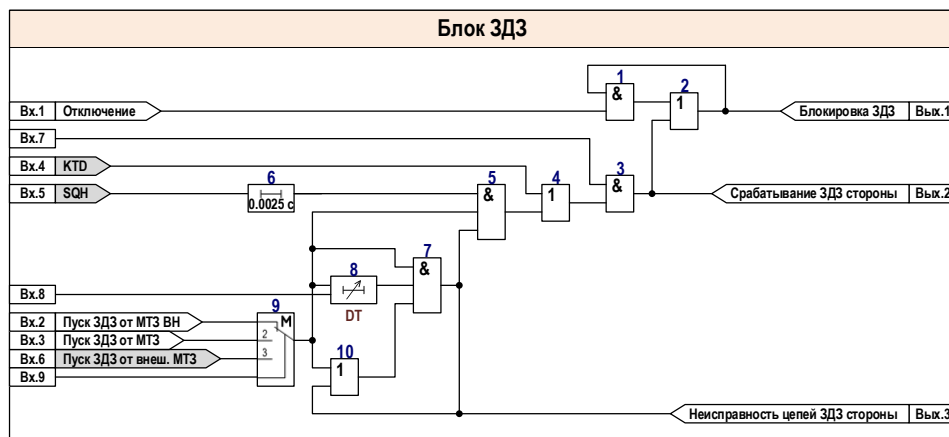 Блок ЗДЗ
1
&
2
1
Вх.1 Отключение
Блокировка ЗДЗ Вых.1
Вх.7
Вх.4 KTD
3
&
4
1
5
&
6
0.0025 с
Вх.5 SQH
Срабатывание ЗДЗ стороны Вых.2
7
&
8
DT
Вх.8
9
М
2
3
Вх.2 Пуск ЗДЗ от МТЗ ВН
Вх.3 Пуск ЗДЗ от МТЗ
Вх.6 Пуск ЗДЗ от внеш. МТЗ
Вх.9
10
1
Неисправность цепей ЗДЗ стороны Вых.3